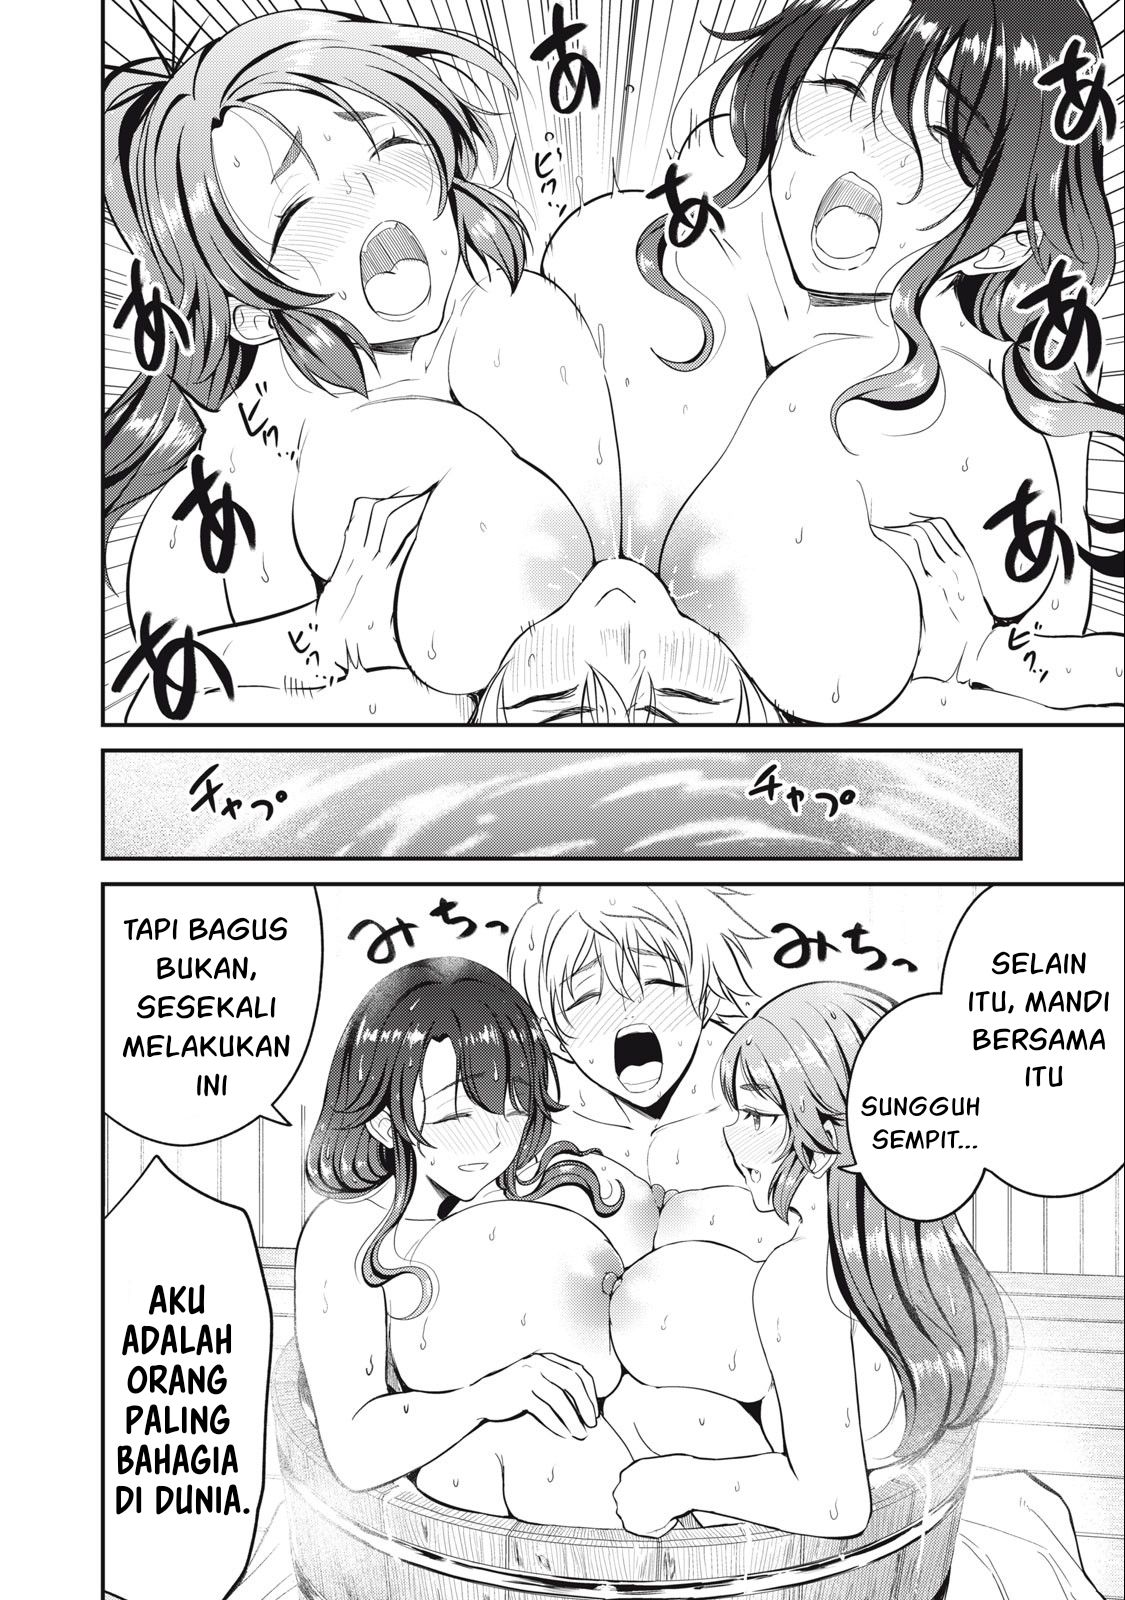 あ
あ
あ
あ
あ
あ
あ
あ
ビクッ
ビクッ
ビクッ
ビクッ
チャプ
チャプ
みちっ
みちっ
SELAIN
ITU, MANDI
BERSAMA
ITU
SUNGGUH
SEMPIT...
TAPI BAGUS
BUKAN,
SESEKALI
MELAKUKAN
INI
AKU
ADALAH
ORANG
PALING
BAHAGIA
DI DUNIA.